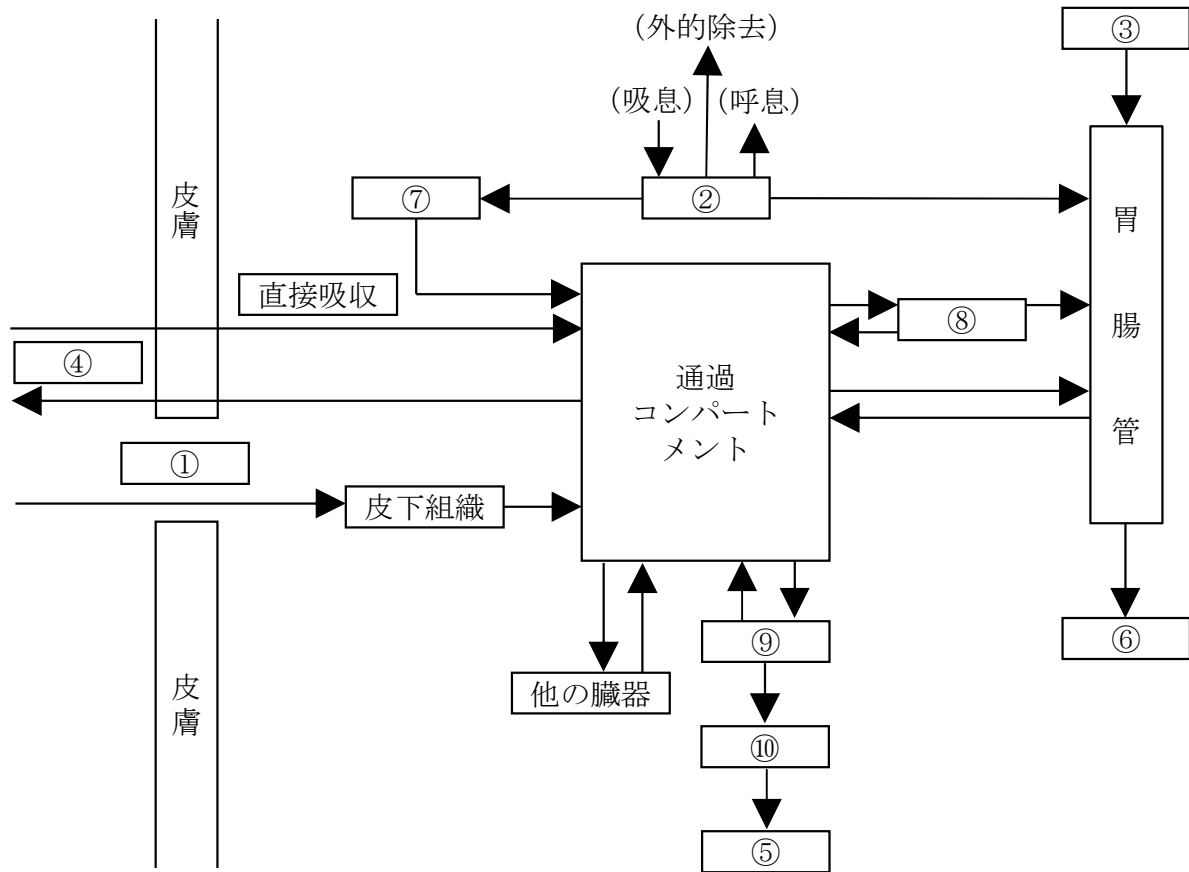 (外的除去)
③
(吸息)
(呼息)
皮膚
⑦
②
胃腸管
直接吸収
⑧
④
通過
コンパート
メント
①
皮下組織
⑨
⑥
皮膚
他の臓器
⑩
⑤